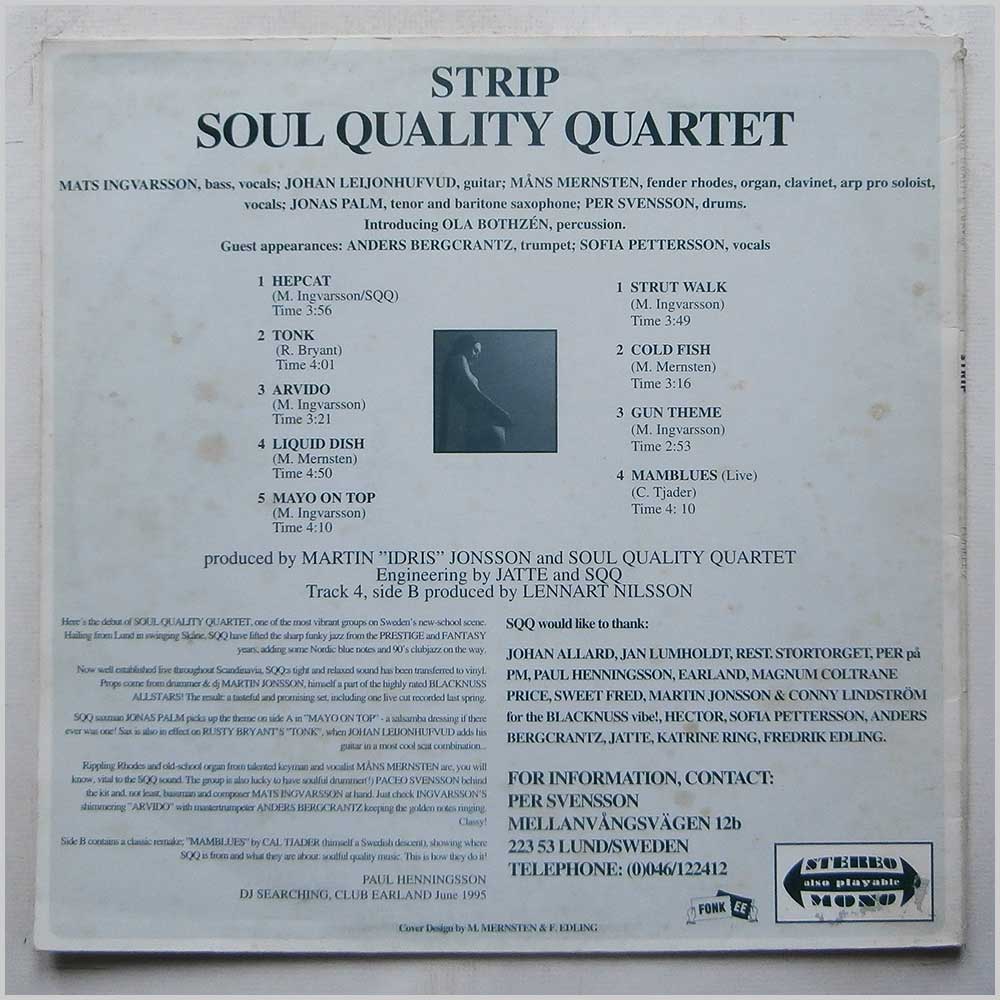 STRIP
SOUL QUALITY QUARTET
MATS INGVARSSON, bass, vocals; JOHAN LEIJONHUFVUD, guitar; MÅNS MERNSTEN, fender rhodes, organ, clavinet, arp pro soloist,
vocals; JONAS PALM, tenor and baritone saxophone; PER SVENSSON, drums.
Introducing OLA BOTHZÉN, percussion.
Guest appearances: ANDERS BERGCRANTZ, trumpet; SOFIA PETTERSSON, vocals
1 HEPCAT
(M. Ingvarsson/SQQ)
Time 3:56
2 TONK
(R. Bryant)
Time 4:01
3 ARVIDO
(M. Ingvarsson)
Time 3:21
4 LIQUID DISH
(M. Mernsten)
Time 4:50
5 MAYO ON TOP
(M. Ingvarsson)
Time 4:10
1 STRUT WALK
(M. Ingvarsson)
Time 3:49
2 COLD FISH
(M. Mernsten)
Time 3:16
3 GUN THEME
(M. Ingvarsson)
Time 2:53
4 MAMBLUES (Live)
(C. Tjader)
Time 4: 10
STRIP
produced by MARTIN "IDRIS" JONSSON and SOUL QUALITY QUARTET
Engineering by JATTE and SQQ
Track 4, side B produced by LENNART NILSSON
Here's the debut of SOUL QUALITY QUARTET, one of the most vibrant groups on Sweden's new-school scene.
Hailing from Lund in swinging Skåne, SQQ have lifted the sharp funky jazz from the PRESTIGE and FANTASY
years, adding some Nordic blue notes and 90's clubjazz on the way.
Now well established live throughout Scandinavia, SQQ:s tight and relaxed sound has been transferred to vinyl.
Props come from drummer & dj MARTIN JONSSON, himself a part of the highly rated BLACKNUSS
ALLSTARS! The result: a tasteful and promising set, including one live cut recorded last spring.
SQQ saxman JONAS PALM picks up the theme on side A in "MAYO ON TOP" - a salsamba dressing if there
ever was one! Sax is also in effect on RUSTY BRYANT'S "TONK", when JOHAN LEIJONHUFVUD adds his
guitar in a most cool scat combination...
Rippling Rhodes and old-school organ from talented keyman and vocalist MÅNS MERNSTEN are, you will
know, vital to the SQQ sound. The group is also lucky to have soulful drummer(!) PACEO SVENSSON behind
the kit and, not least, bassman and composer MATS INGVARSSON at hand. Just check INGVARSSON'S
shimmering "ARVIDO" with mastertrumpeter ANDERS BERGCRANTZ keeping the golden notes ringing.
Classy!
Side B contains a classic remake; "MAMBLUES" by CAL TJADER (himself a Swedish descent), showing where
SQQ is from and what they are about: soulful quality music. This is how they do it!
PAUL HENNINGSSON
DJ SEARCHING, CLUB EARLAND June 1995
SQQ would like to thank:
JOHAN ALLARD, JAN LUMHOLDT, REST. STORTORGET, PER på
PM, PAUL HENNINGSSON, EARLAND, MAGNUM COLTRANE
PRICE, SWEET FRED, MARTIN JONSSON & CONNY LINDSTRÖM
for the BLACKNUSS vibe!, HECTOR, SOFIA PETTERSSON, ANDERS
BERGCRANTZ, JATTE, KATRINE RING, FREDRIK EDLING.
FOR INFORMATION, CONTACT:
PER SVENSSON
MELLANVÅNGSVÄGEN 12b
223 53 LUND/SWEDEN
TELEPHONE: (0)046/122412
FONK EE
STEREO
also playable
MONO
Cover Design by M. MERNSTEN & F. EDLING